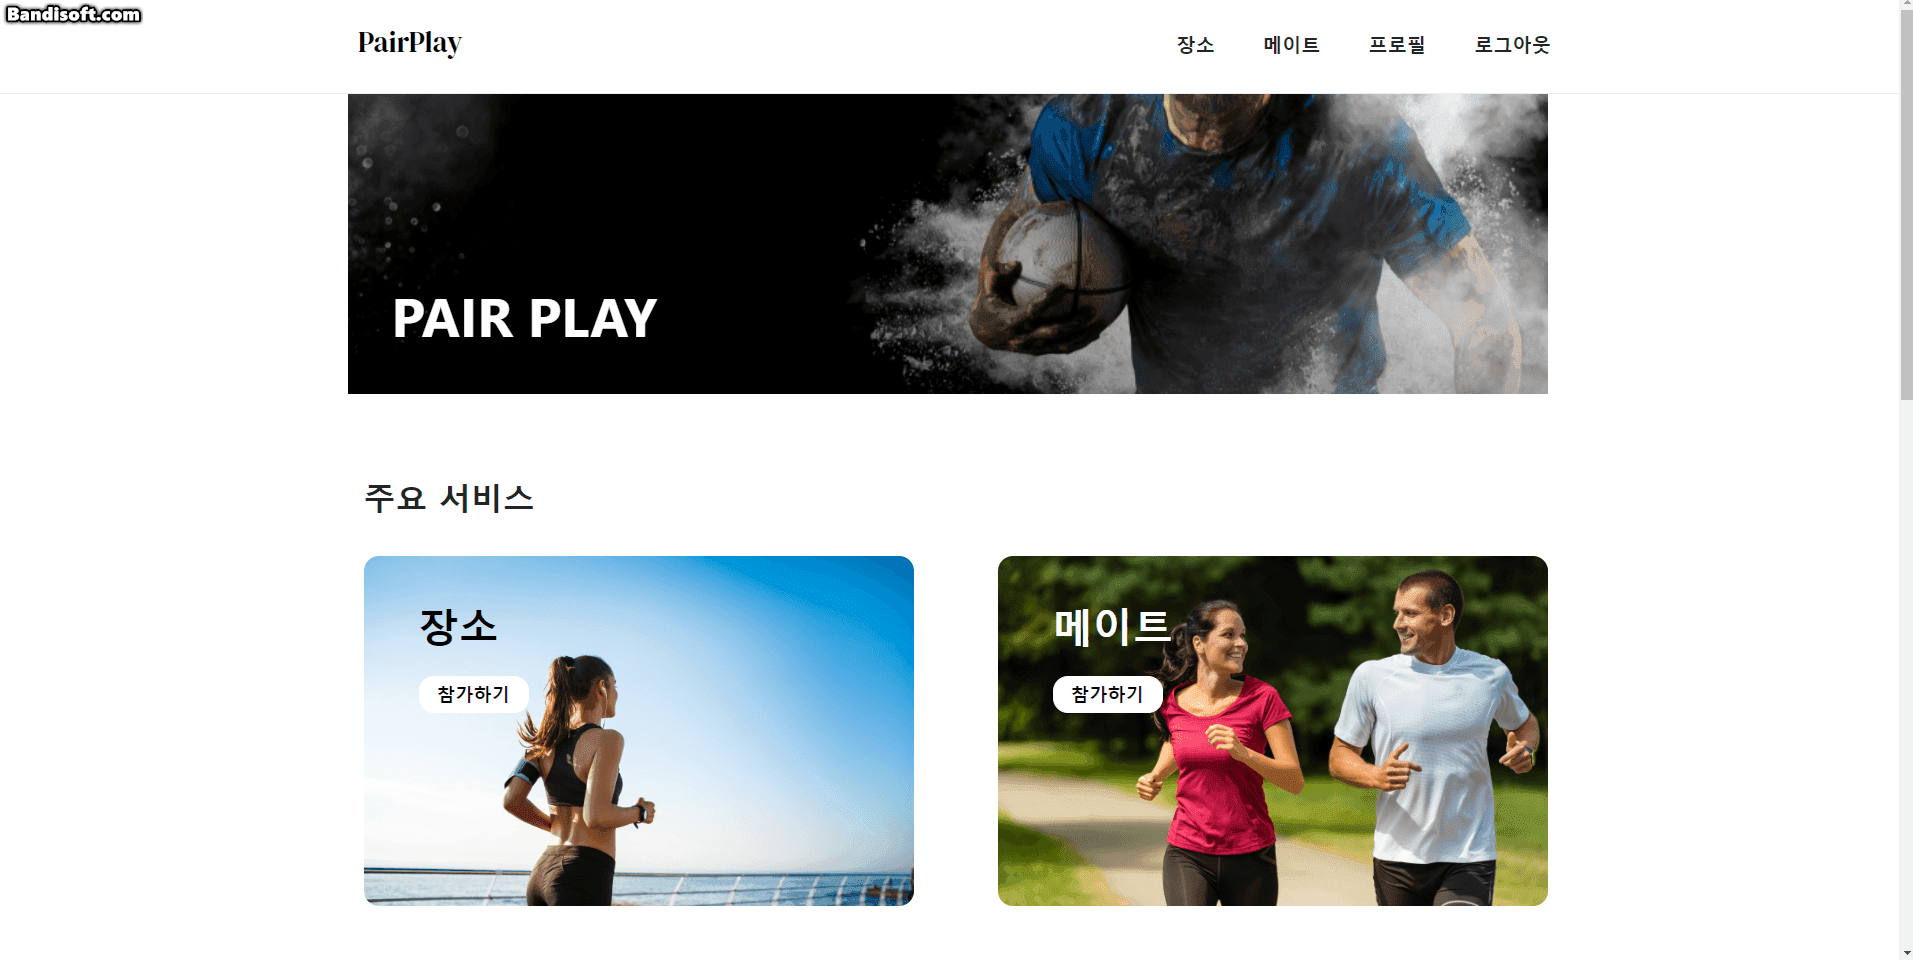 Bandisoft.com
PairPlay
장소 메이트 프로필 로그아웃
PAIR PLAY
주요 서비스
장소
참가하기
메이트
참가하기